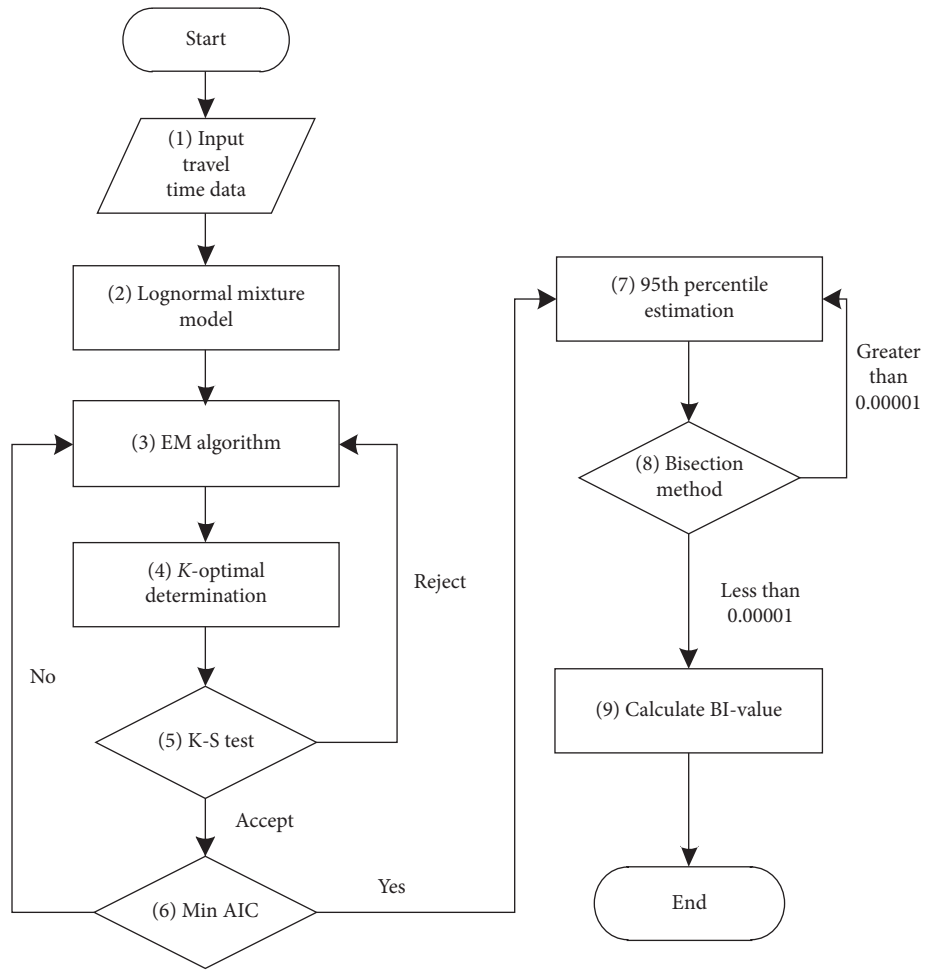 Start
(1) Input
travel
time data
(2) Lognormal mixture
model
(3) EM algorithm
(4) K-optimal
determination
Reject
No
(5) K-S test
Accept
Yes
(6) Min AIC
(7) 95th percentile
estimation
Greater
than
0.00001
(8) Bisection
method
Less than
0.00001
(9) Calculate BI-value
End